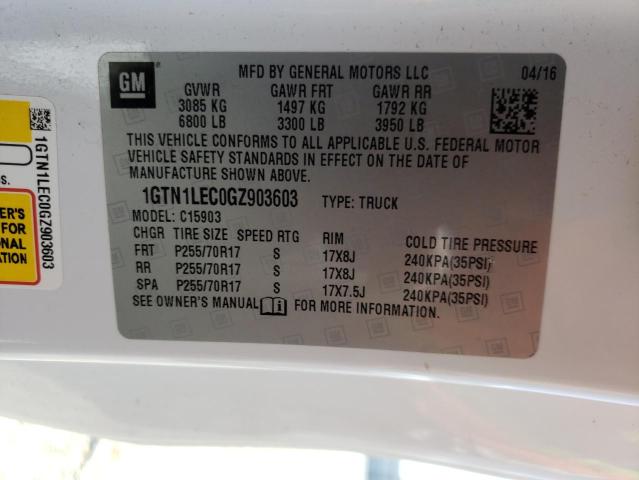 GM
MFD BY GENERAL MOTORS LLC 04/16
GVWR GAWR FRT GAWR RR
3085 KG 1497 KG 1792 KG
6800 LB 3300 LB 3950 LB
THIS VEHICLE CONFORMS TO ALL APPLICABLE U.S. FEDERAL MOTOR
VEHICLE SAFETY STANDARDS IN EFFECT ON THE DATE OF
MANUFACTURE SHOWN ABOVE.
1GTN1LEC0GZ903603 TYPE: TRUCK
MODEL: C15903
CHGR TIRE SIZE SPEED RTG RIM COLD TIRE PRESSURE
FRT P255/70R17 S 17X8J 240KPA(35PSI)
RR P255/70R17 S 17X8J 240KPA(35PSI)
SPA P255/70R17 S 17X7.5J 240KPA(35PSI)
SEE OWNER'S MANUAL FOR MORE INFORMATION.
1GTN1LEC0GZ903603
NER'S
FOR
ONAL
ATION